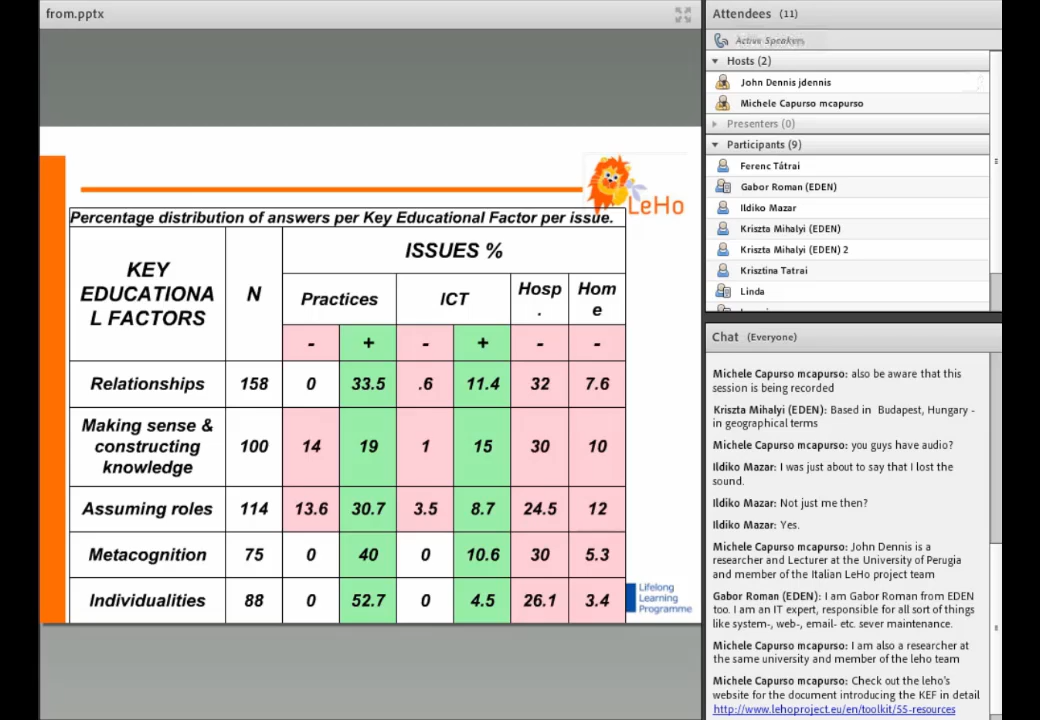 from.pptx
LeHo
Percentage distribution of answers per Key Educational Factor per issue.
KEY
EDUCATIONA
L FACTORS
N
ISSUES %
Practices
ICT
Hosp
.
Hom
e
- + - + - -
Relationships 158 0 33.5 .6 11.4 32 7.6
Making sense &
constructing
knowledge
100 14 19 1 15 30 10
Assuming roles 114 13.6 30.7 3.5 8.7 24.5 12
Metacognition 75 0 40 0 10.6 30 5.3
Individualities 88 0 52.7 0 4.5 26.1 3.4
Lifelong
Learning
Programme
Attendees (11)
Active Speakers
Hosts (2)
John Dennis jdennis
Michele Capurso mcapurso
Presenters (0)
Participants (9)
Ferenc Tátrai
Gabor Roman (EDEN)
Ildiko Mazar
Kriszta Mihalyi (EDEN)
Kriszta Mihalyi (EDEN) 2
Krisztina Tatrai
Linda
Chat (Everyone)
Michele Capurso mcapurso: also be aware that this
session is being recorded
Kriszta Mihalyi (EDEN): Based in Budapest, Hungary -
in geographical terms
Michele Capurso mcapurso: you guys have audio?
Ildiko Mazar: I was just about to say that I lost the
sound.
Ildiko Mazar: Not just me then?
Ildiko Mazar: Yes.
Michele Capurso mcapurso: John Dennis is a
researcher and Lecturer at the University of Perugia
and member of the Italian LeHo project team
Gabor Roman (EDEN): I am Gabor Roman from EDEN
too. I am an IT expert, responsible for all sort of things
like system-, web-, email- etc. sever maintenance.
Michele Capurso mcapurso: I am also a researcher at
the same university and member of the leho team
Michele Capurso mcapurso: Check out the leho's
website for the document introducing the KEF in detail
http://www.lehoproject.eu/en/toolkit/55-resources